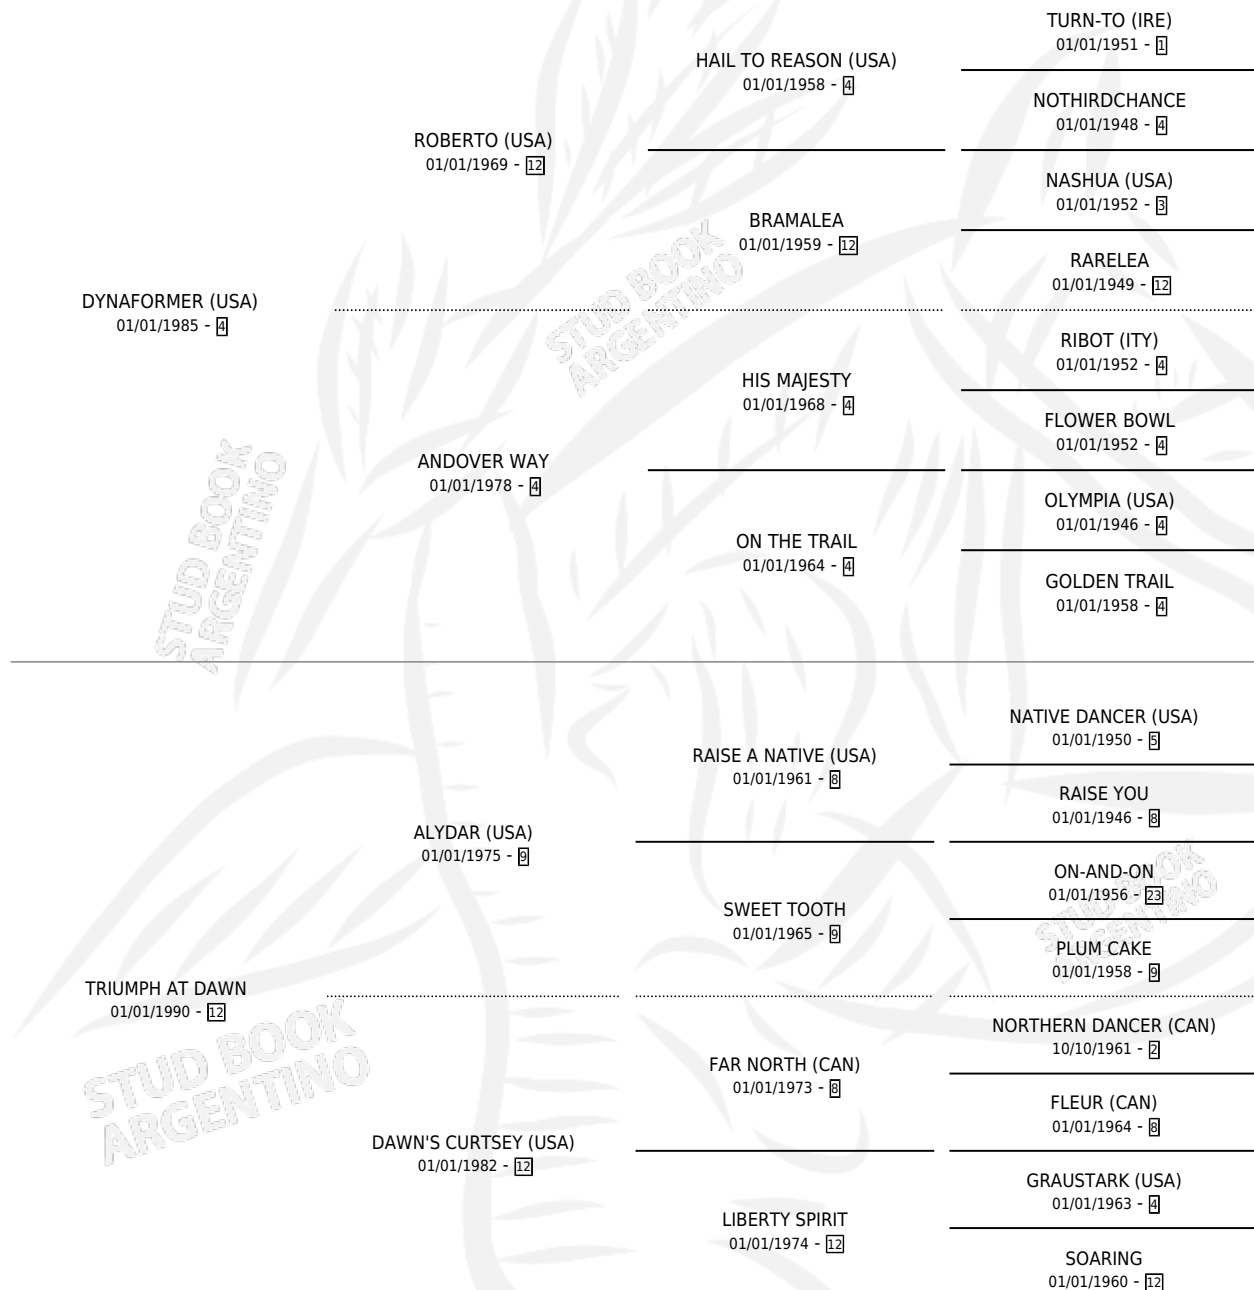 TURN-TO (IRE)
01/01/1951 - 1
HAIL TO REASON (USA)
01/01/1958 - 4
NOTHIRDCHANCE
01/01/1948 - 4
ROBERTO (USA)
01/01/1969 - 12
NASHUA (USA)
01/01/1952 - 3
BRAMALEA
01/01/1959 - 12
RARELEA
01/01/1949 - 12
DYNAFORMER (USA)
01/01/1985 - 4
STUD BOOK
ARGENTINO
RIBOT (ITY)
01/01/1952 - 4
HIS MAJESTY
01/01/1968 - 4
FLOWER BOWL
01/01/1952 - 4
ANDOVER WAY
01/01/1978 - 4
OLYMPIA (USA)
01/01/1946 - 4
ON THE TRAIL
01/01/1964 - 4
GOLDEN TRAIL
01/01/1958 - 4
STUD BOOK
ARGENTINO
NATIVE DANCER (USA)
01/01/1950 - 5
RAISE A NATIVE (USA)
01/01/1961 - 8
RAISE YOU
01/01/1946 - 8
ALYDAR (USA)
01/01/1975 - 9
ON-AND-ON
01/01/1956 - 23
SWEET TOOTH
01/01/1965 - 9
STUD BOOK
ARGENTINO
PLUM CAKE
01/01/1958 - 9
TRIUMPH AT DAWN
01/01/1990 - 12
NORTHERN DANCER (CAN)
10/10/1961 - 2
FAR NORTH (CAN)
01/01/1973 - 8
STUD BOOK
ARGENTINO
FLEUR (CAN)
01/01/1964 - 8
DAWN'S CURTSEY (USA)
01/01/1982 - 12
GRAUSTARK (USA)
01/01/1963 - 4
LIBERTY SPIRIT
01/01/1974 - 12
SOARING
01/01/1960 - 12